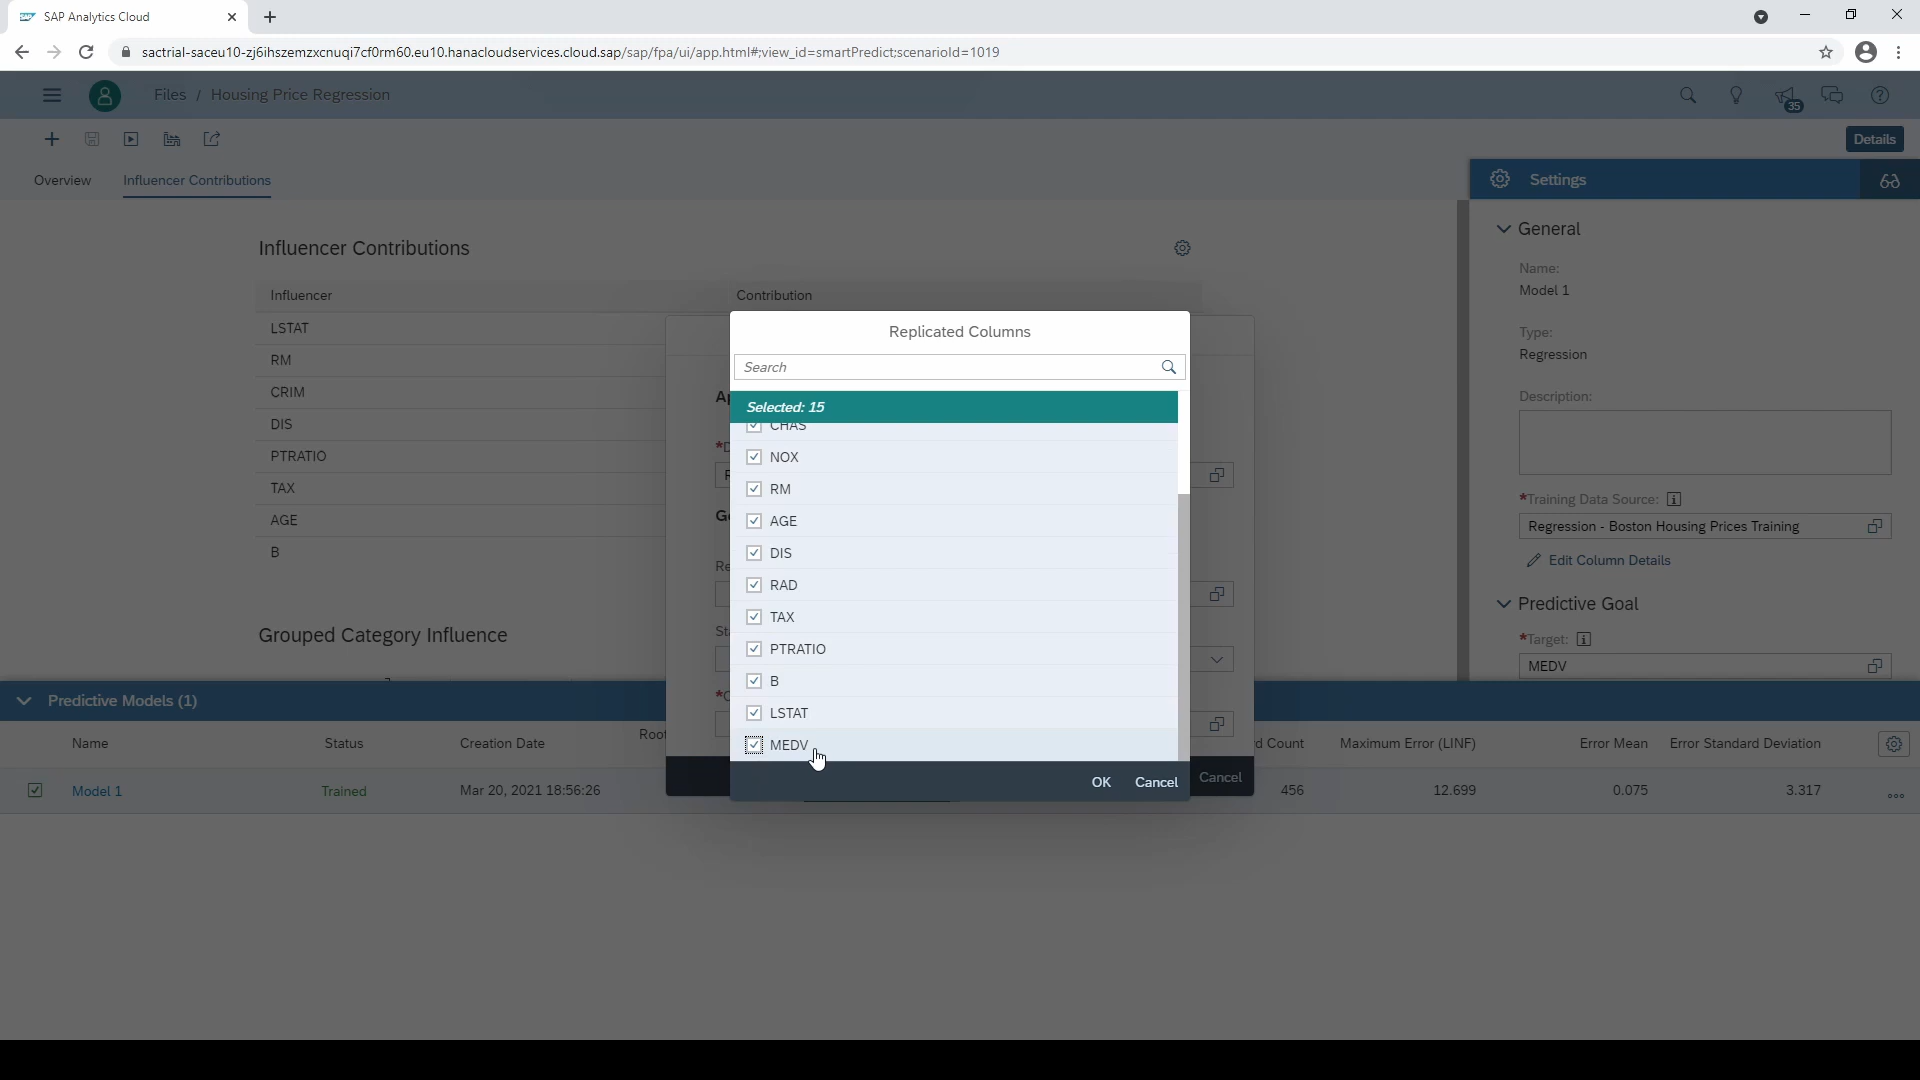 SAP Analytics Cloud
sactrial-saceu10-zj6ihszemzxcnuqi7cf0rm60.eu10.hanacloudservices.cloud.sap/sap/fpa/ui/app.html#;view_id=smartPredict;scenarioId=1019
Files / Housing Price Regression
35
Details
Overview Influencer Contributions
Settings
Influencer Contributions
Influencer Contribution
LSTAT
RM
CRIM
DIS
PTRATIO
TAX
AGE
B
Grouped Category Influence
Replicated Columns
Search
Selected: 15
CHAS
NOX
RM
AGE
DIS
RAD
TAX
PTRATIO
B
LSTAT
MEDV
OK Cancel
Cancel
General
Name:
Model 1
Type:
Regression
Description:
*Training Data Source:
Regression - Boston Housing Prices Training
Edit Column Details
Predictive Goal
*Target:
MEDV
Predictive Models (1)
Name Status Creation Date Root d Count Maximum Error (LINF) Error Mean Error Standard Deviation
Model 1 Trained Mar 20, 2021 18:56:26 456 12.699 0.075 3.317